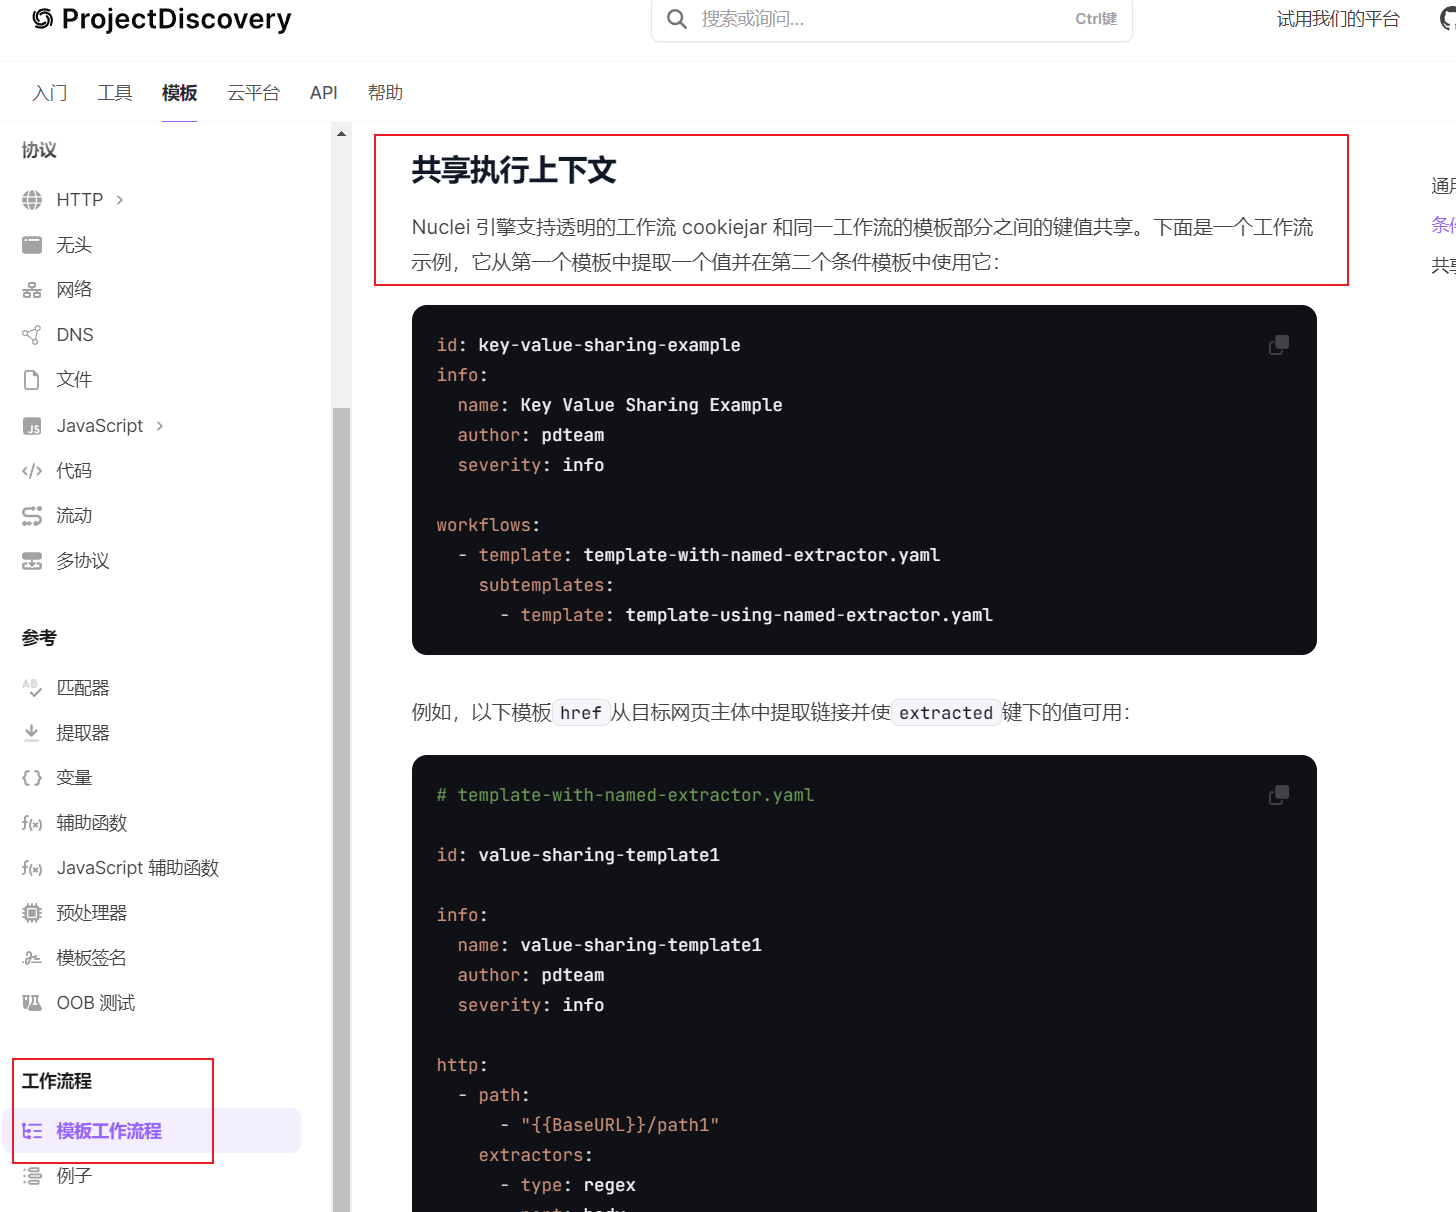 ProjectDiscovery
搜索或询问...
Ctrl键
试用我们的平台
入门 工具 模板 云平台 API 帮助
协议
HTTP
无头
网络
DNS
文件
JavaScript
代码
流动
多协议
参考
匹配器
提取器
变量
辅助函数
JavaScript 辅助函数
预处理器
模板签名
OOB 测试
工作流程
模板工作流程
例子
共享执行上下文
Nuclei 引擎支持透明的工作流 cookiejar 和同一工作流的模板部分之间的键值共享。下面是一个工作流
示例，它从第一个模板中提取一个值并在第二个条件模板中使用它：
id: key-value-sharing-example
info:
  name: Key Value Sharing Example
  author: pdteam
  severity: info
workflows:
  - template: template-with-named-extractor.yaml
    subtemplates:
      - template: template-using-named-extractor.yaml
例如，以下模板 href 从目标网页主体中提取链接并使 extracted 键下的值可用：
# template-with-named-extractor.yaml
id: value-sharing-template1
info:
  name: value-sharing-template1
  author: pdteam
  severity: info
http:
  - path:
      - "{{BaseURL}}/path1"
    extractors:
      - type: regex